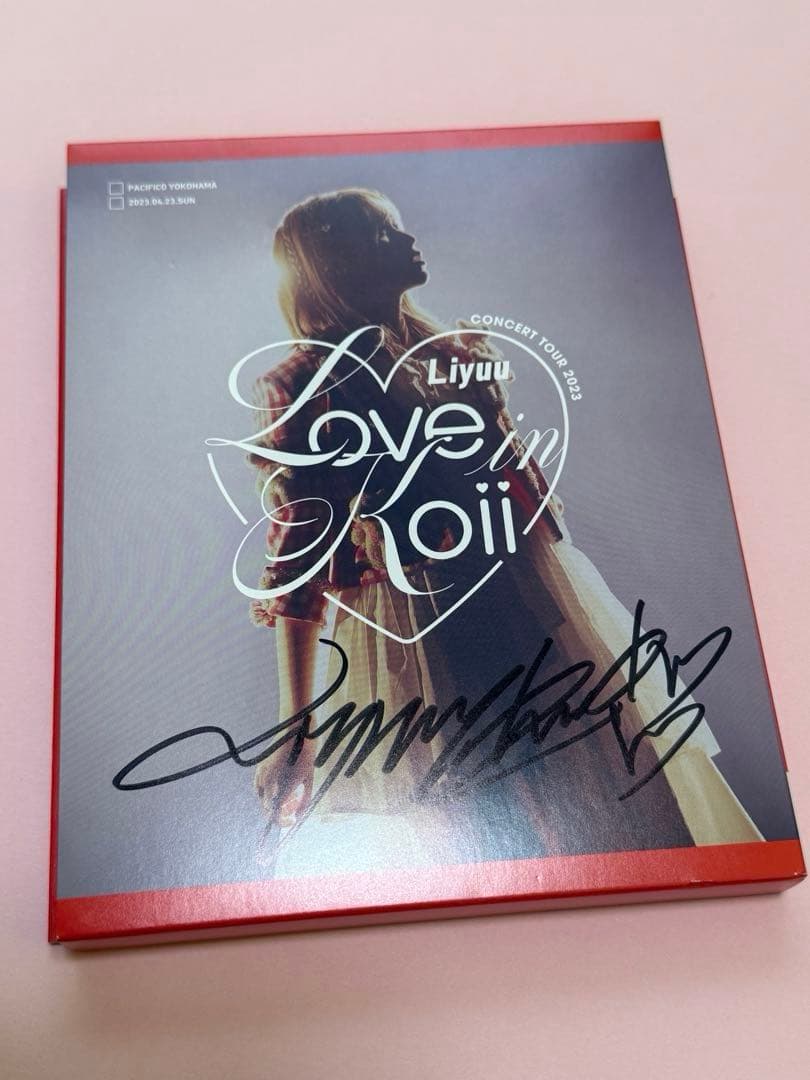 PACIFICO YOKOHAMA
2023.04.23.SUN
CONCERT TOUR 2023
Liyuu
Love in
Koii